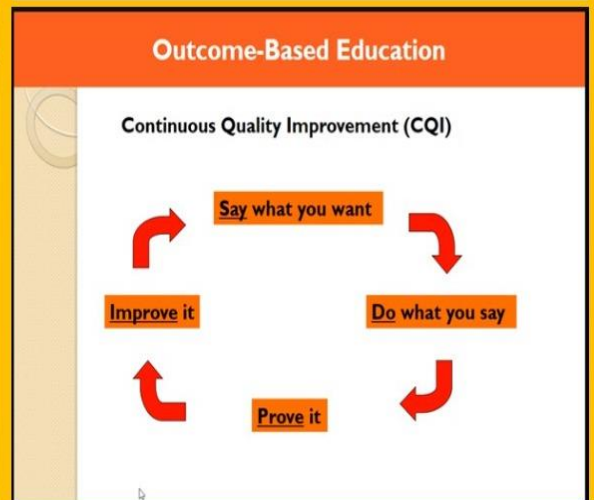 Outcome-Based Education
Continuous Quality Improvement (CQI)
Say what you want
Do what you say
Prove it
Improve it